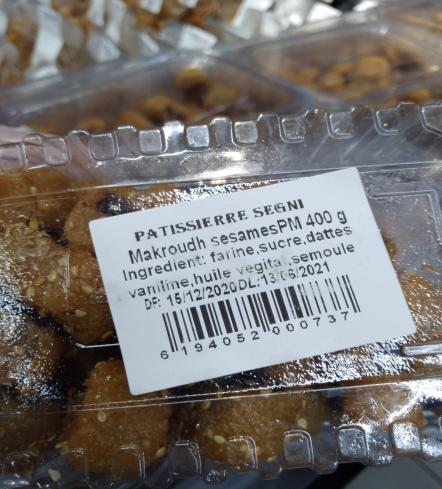 PATISSIERRE SEGNI
Makroudh sesamesPM 400 g
Ingredient: farine,sucre,dattes
vaniline,huile vegital,semoule
DF: 15/12/2020DL:13/06/2021
6 194052 000737